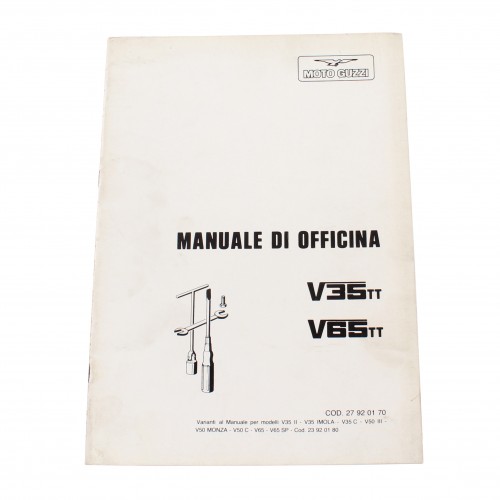 MOTO GUZZI
MANUALE DI OFFICINA
V35TT
V65TT
COD. 27 92 01 70
Varianti al Manuale per modelli V35 II - V35 IMOLA - V35 C - V50 III -
V50 MONZA - V50 C - V65 - V65 SP - Cod. 23 92 01 80